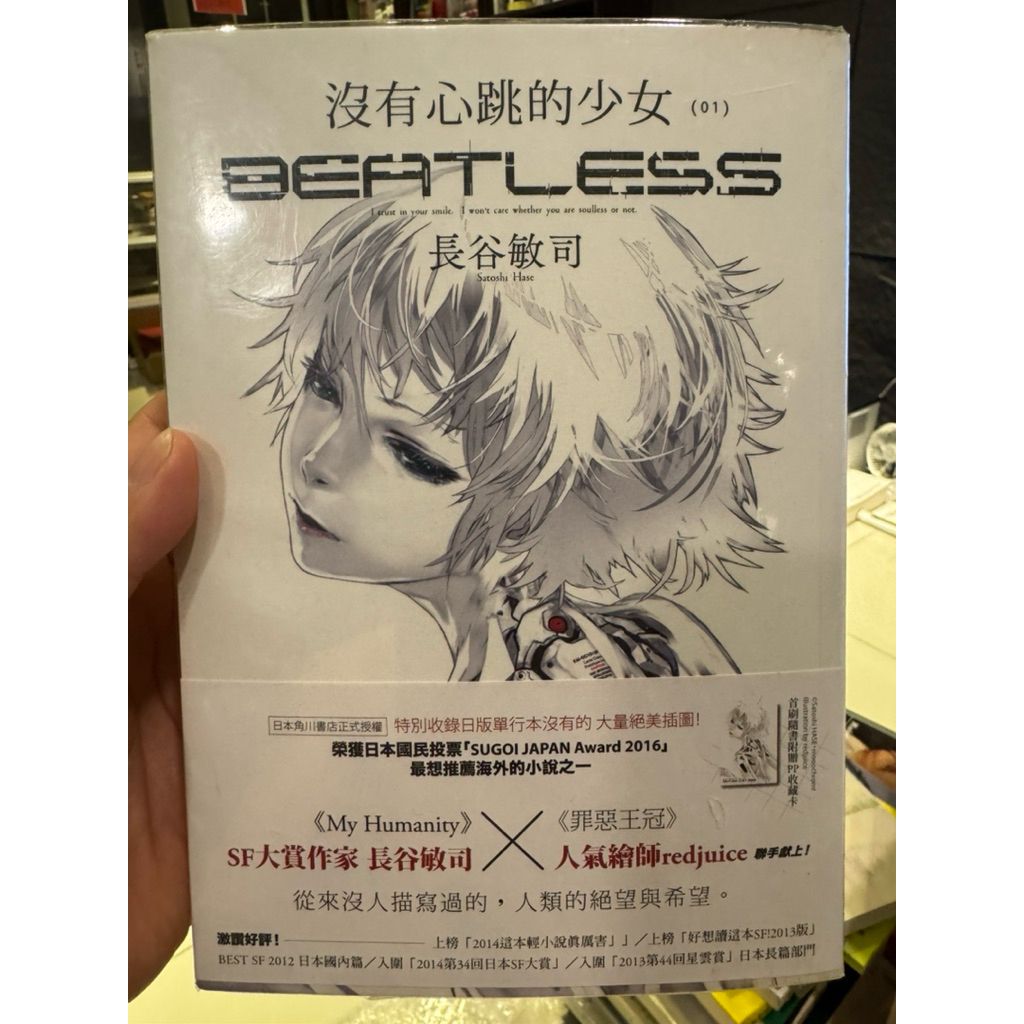 沒有心跳的少女 (01)
BEATLESS
I trust in your smile. I won't care whether you are soulless or not.
長谷敏司
Satoshi Hase
日本角川書店正式授權 特別收錄日版單行本沒有的 大量絕美插圖!
榮獲日本國民投票「SUGOI JAPAN Award 2016」
最想推薦海外的小說之一
©Satoshi HASE・
Illustration by redjuice
首刷隨書附贈PP收藏卡
《My Humanity》
SF大賞作家 長谷敏司
《罪惡王冠》
人氣繪師redjuice 聯手獻上!
從來沒人描寫過的，人類的絕望與希望。
激讚好評! 上榜「2014這本輕小說真厲害」」／上榜「好想讀這本SF!2013版」
BEST SF 2012 日本國內篇／入圍「2014第34回日本SF大賞」／入圍「2013第44回星雲賞」日本長篇部門